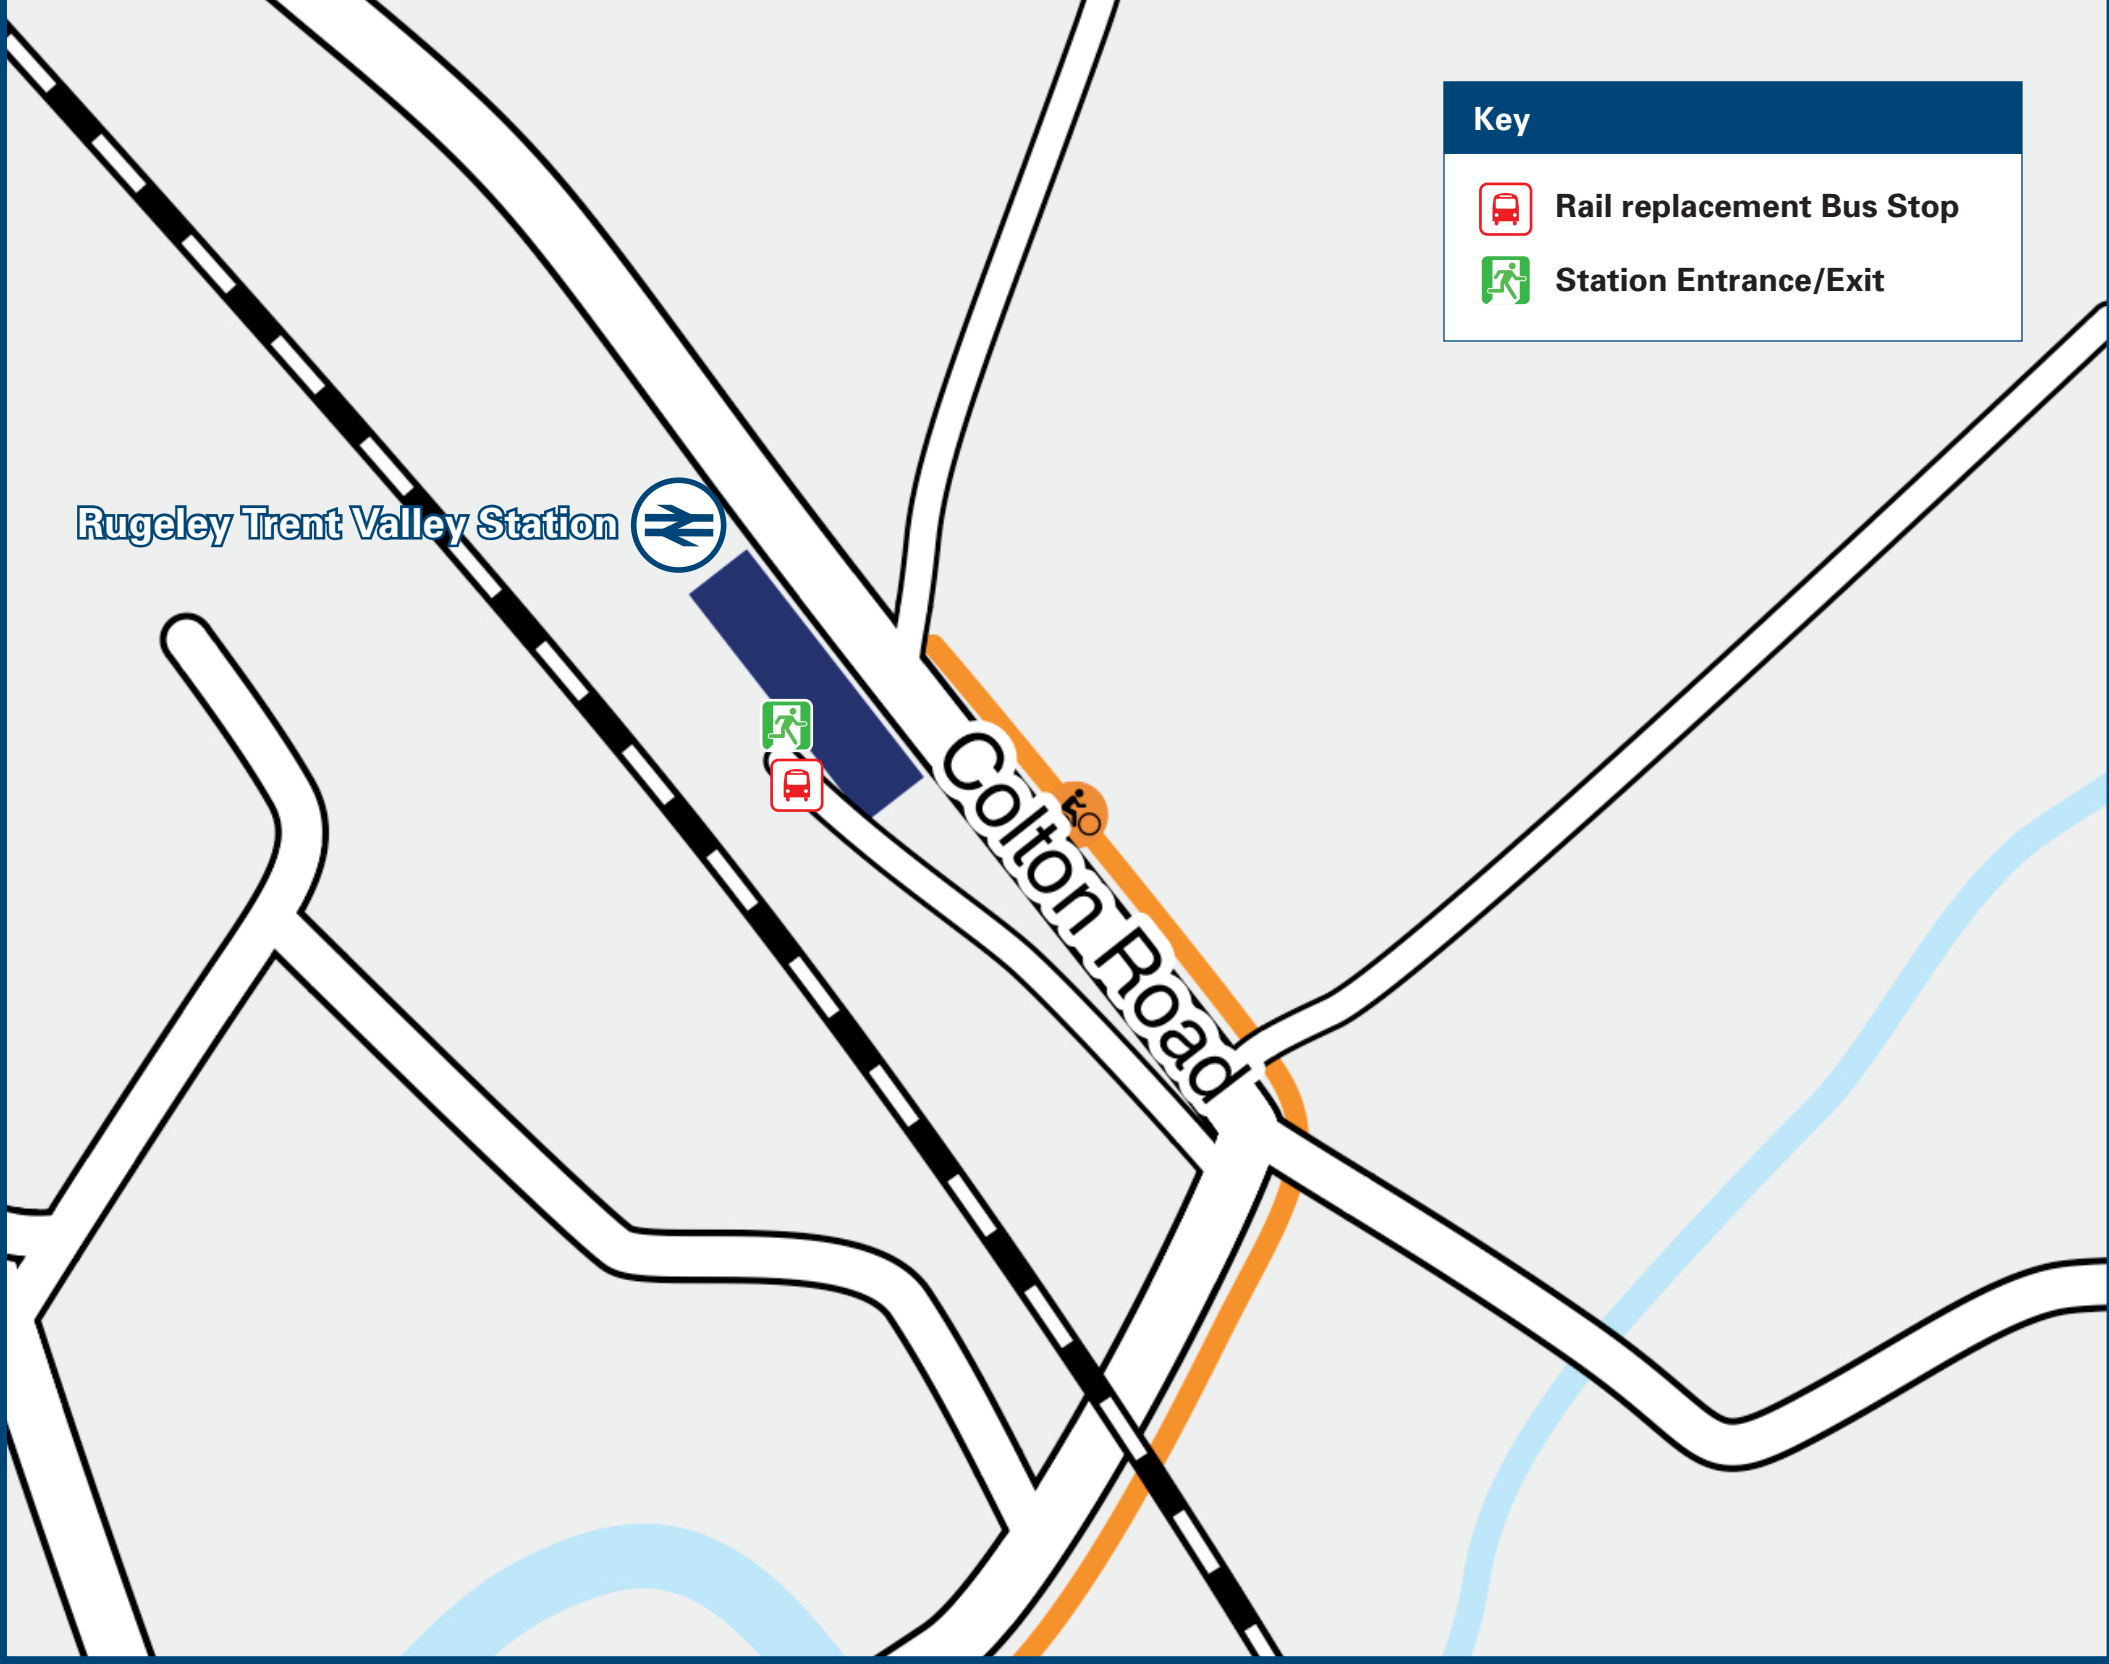 Key
Rail replacement Bus Stop
Station Entrance/Exit
Rugeley Trent Valley Station
Colton Road